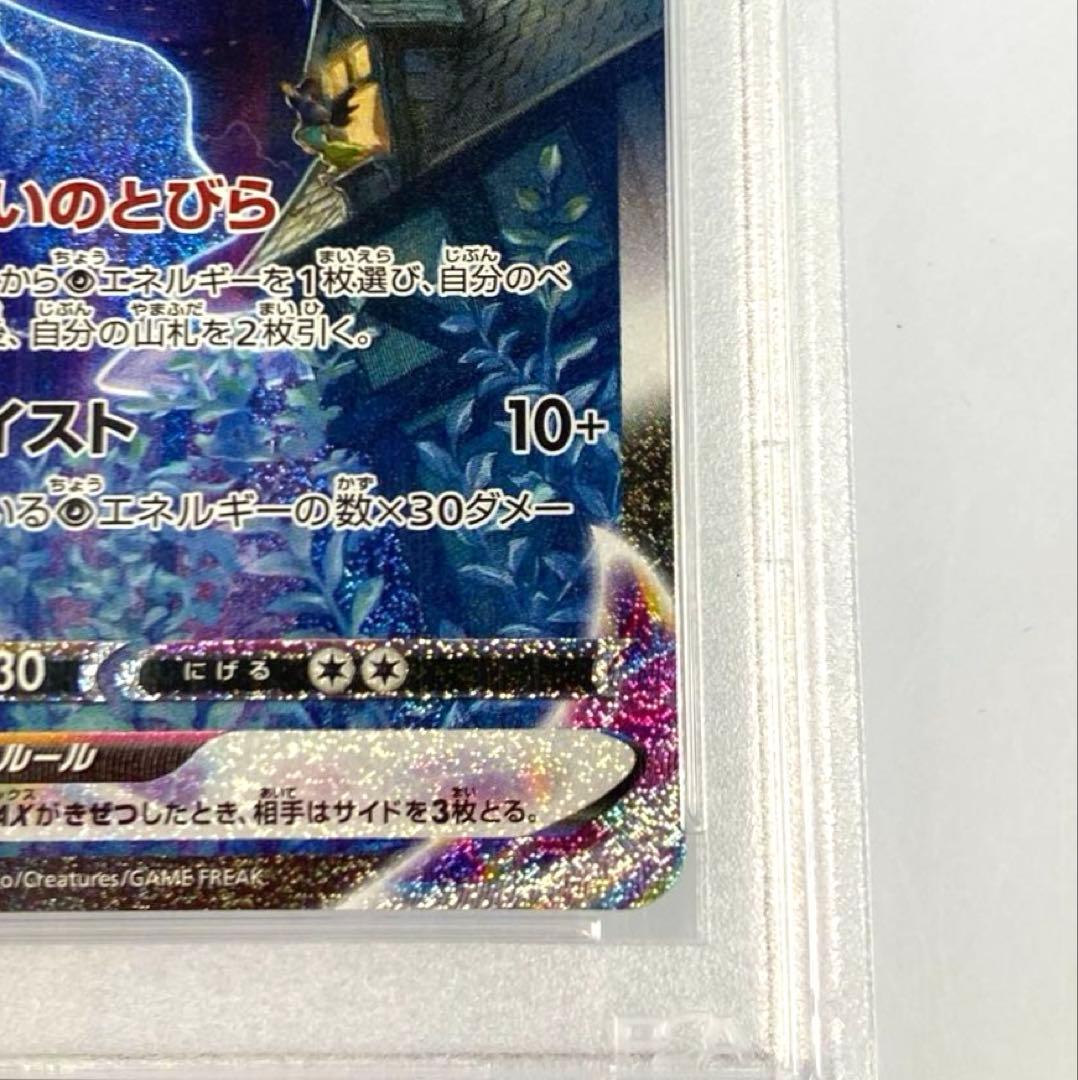 いのとびら
から エネルギーを1枚選び、自分のベ
、自分の山札を2枚引く。
イスト 10+
いる エネルギーの数×30ダメー
30 にげる
ルール
がきぜつしたとき、相手はサイドを3枚とる。
o/Creatures/GAME FREAK
PSA